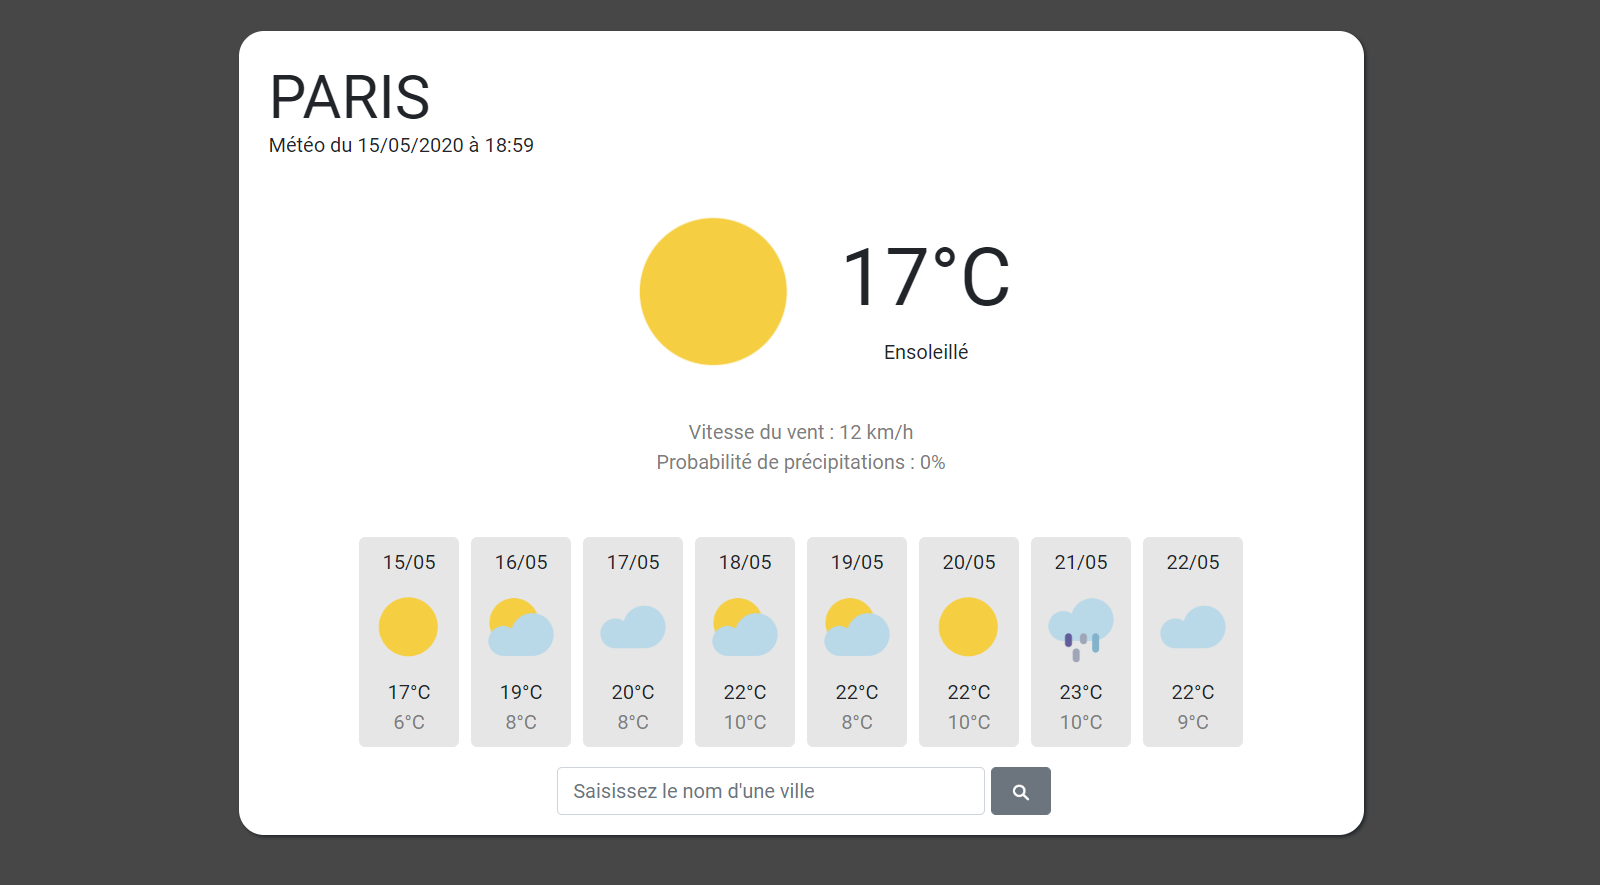 PARIS
Météo du 15/05/2020 à 18:59
17°C
Ensoleillé
Vitesse du vent : 12 km/h
Probabilité de précipitations : 0%
15/05 16/05 17/05 18/05 19/05 20/05 21/05 22/05
17°C 19°C 20°C 22°C 22°C 22°C 23°C 22°C
6°C 8°C 8°C 10°C 8°C 10°C 10°C 9°C
Saisissez le nom d'une ville